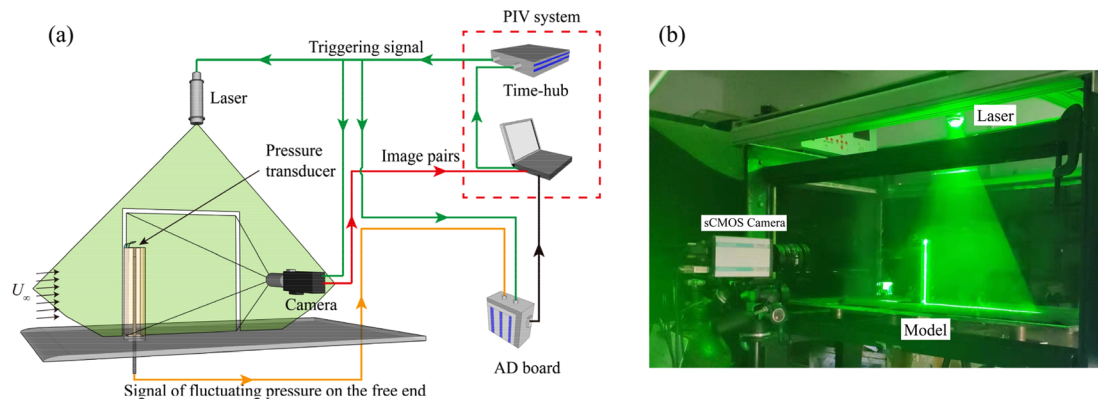 (a)
PIV system
Triggering signal
Time-hub
Laser
Pressure
transducer
Image pairs
U∞
Camera
AD board
Signal of fluctuating pressure on the free end
(b)
Laser
sCMOS Camera
Model